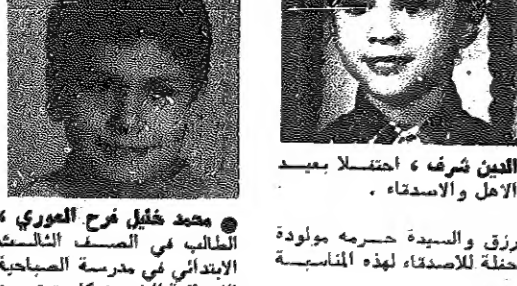 الدين شرف ، احتفلا بعيد
الاهل والاصدقاء .
رزق والسيدة حرمه مولودة
حفلة للاصدقاء لهذه المناسبة
● محمد خليل فرح العوري ،
الطالب في الصف الثالث
الابتدائي في مدرسة الصباحية